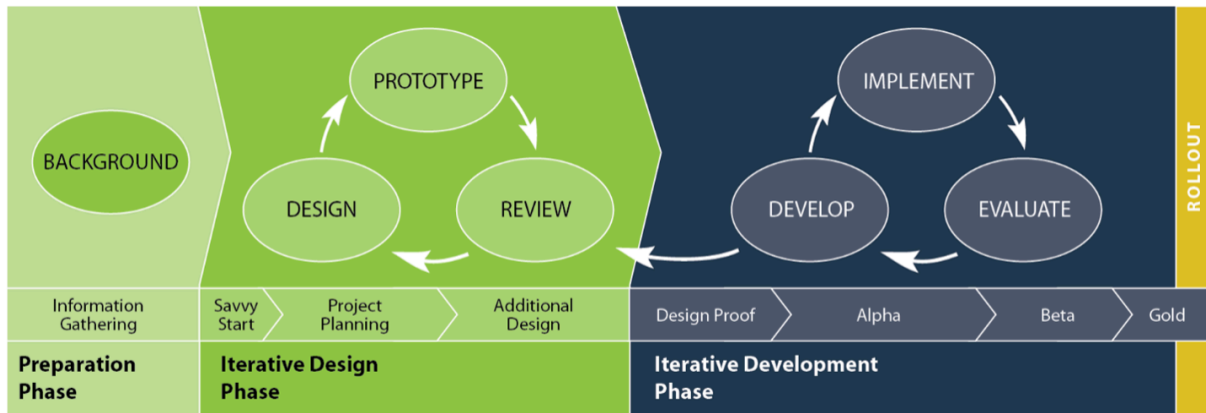 BACKGROUND
PROTOTYPE
DESIGN
REVIEW
IMPLEMENT
DEVELOP
EVALUATE
ROLLOUT
Information
Gathering
Savvy
Start
Project
Planning
Additional
Design
Design Proof
Alpha
Beta
Gold
Preparation
Phase
Iterative Design
Phase
Iterative Development
Phase